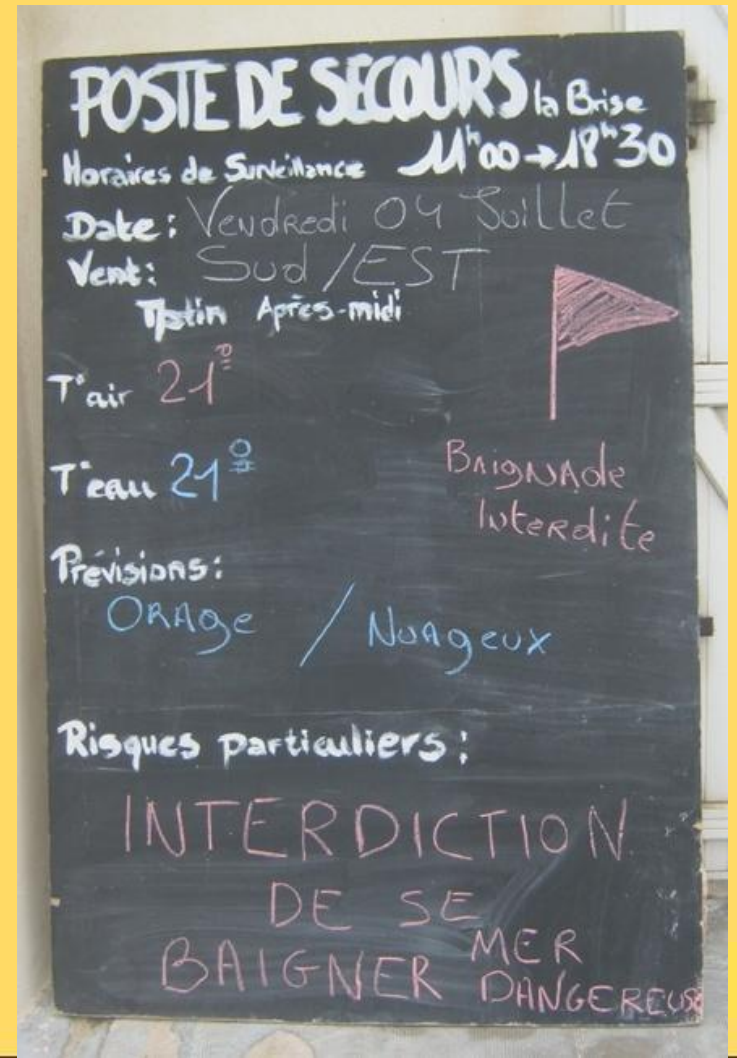 POSTE DE SECOURS la Brise
Horaires de Surveillance 11h00→18h30
Date : Vendredi 04 Juillet
Vent : Sud/EST
Matin Après-midi
T°air 21°
T°eau 21°
Baignade
Interdite
Prévisions :
Orage / Nuageux
Risques particuliers :
INTERDICTION
DE SE
BAIGNER MER
DANGEREUSE